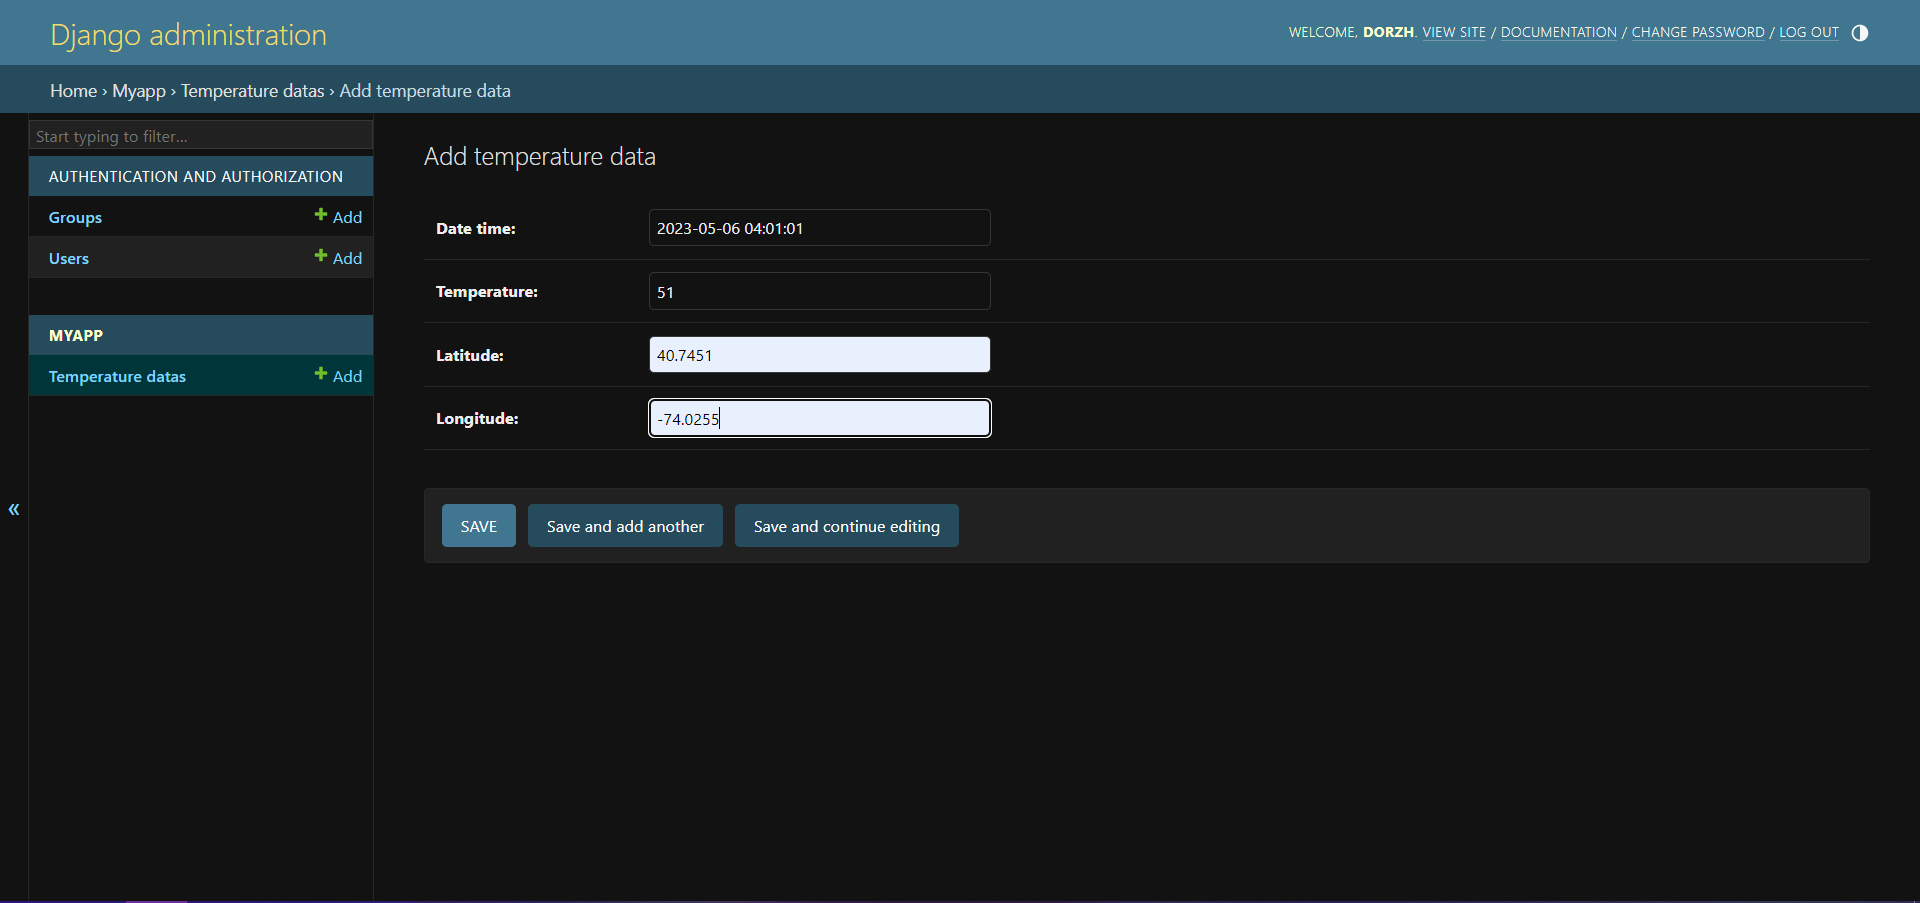 Django administration
WELCOME, DORZH. VIEW SITE / DOCUMENTATION / CHANGE PASSWORD / LOG OUT
Home › Myapp › Temperature datas › Add temperature data
Start typing to filter...
AUTHENTICATION AND AUTHORIZATION
Groups
Add
Users
Add
MYAPP
Temperature datas
Add
«
Add temperature data
Date time:
2023-05-06 04:01:01
Temperature:
51
Latitude:
40.7451
Longitude:
-74.0255
SAVE
Save and add another
Save and continue editing